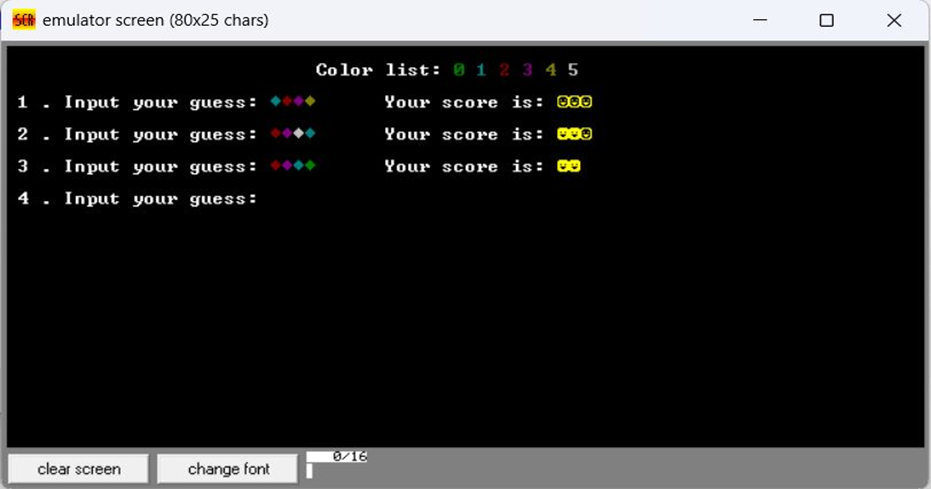 SCR emulator screen (80x25 chars)
Color list: 0 1 2 3 4 5
1 . Input your guess: ♦♦♦♦ Your score is: ☺☺☺
2 . Input your guess: ♦♦♦♦ Your score is: ☻☻☺
3 . Input your guess: ♦♦♦♦ Your score is: ☻☻
4 . Input your guess:
clear screen change font 0/16